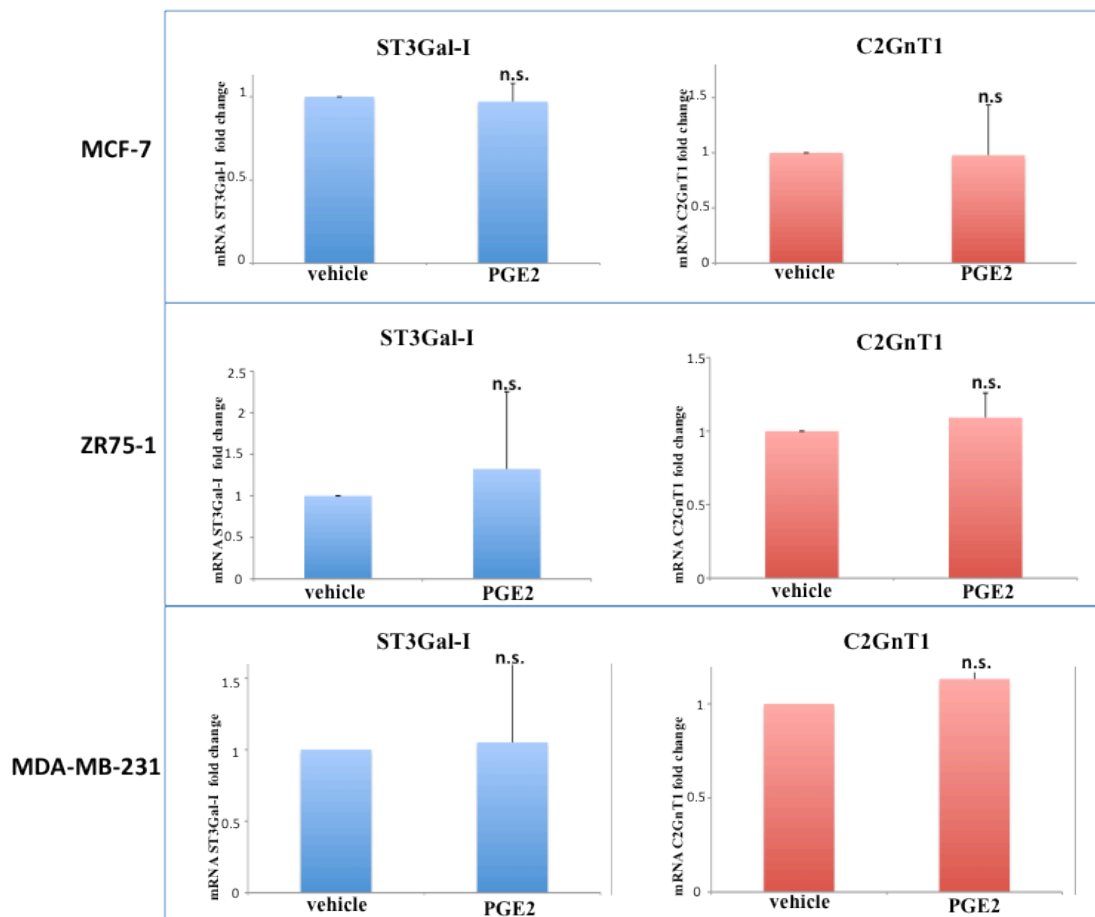 MCF-7
ST3Gal-I
mRNA ST3Gal-I fold change
n.s.
1
0.5
0
vehicle
PGE2
C2GnT1
mRNA C2GnT1 fold change
n.s
1.5
1
0.5
0
vehicle
PGE2
ZR75-1
ST3Gal-I
mRNA ST3Gal-I fold change
n.s.
2.5
2
1.5
1
0.5
0
vehicle
PGE2
C2GnT1
mRNA C2GnT1 fold change
n.s.
1.5
1
0.5
0
vehicle
PGE2
MDA-MB-231
ST3Gal-I
mRNA ST3Gal-I fold change
n.s.
1.5
1
0.5
0
vehicle
PGE2
C2GnT1
mRNA C2GnT1 fold change
n.s.
1
0.5
0
vehicle
PGE2